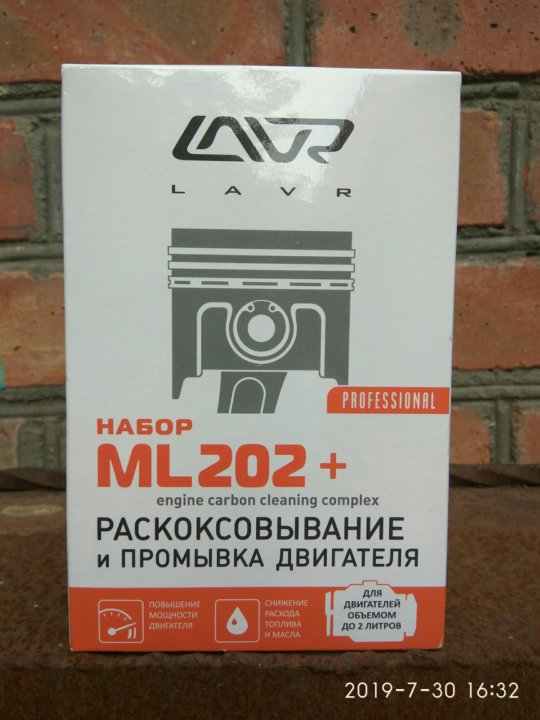 LAVR
LAVR
PROFESSIONAL
НАБОР
ML202+
engine carbon cleaning complex
РАСКОКСОВЫВАНИЕ
и ПРОМЫВКА ДВИГАТЕЛЯ
ПОВЫШЕНИЕ
МОЩНОСТИ
ДВИГАТЕЛЯ
СНИЖЕНИЕ
РАСХОДА
ТОПЛИВА
И МАСЛА
ДЛЯ
ДВИГАТЕЛЕЙ
ОБЪЕМОМ
ДО 2 ЛИТРОВ
2019-7-30 16:32